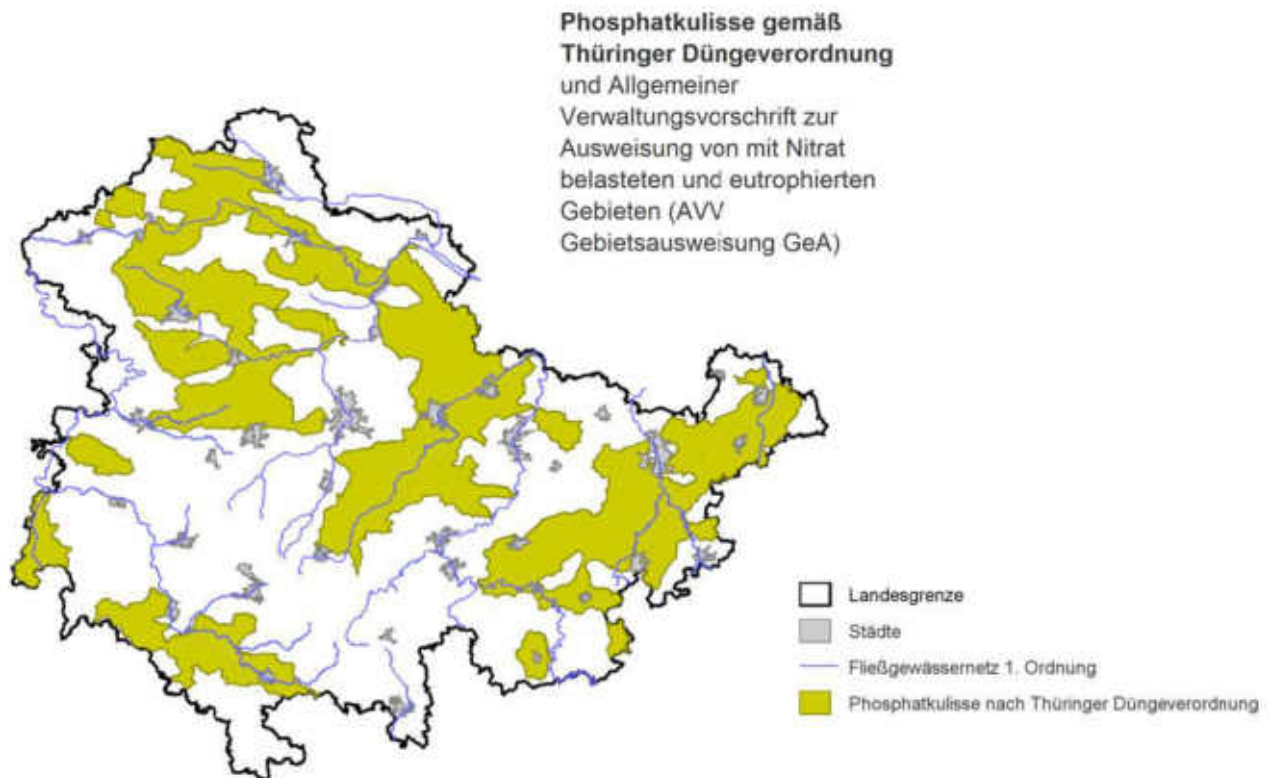 Phosphatkulisse gemäß
Thüringer Düngeverordnung
und Allgemeiner
Verwaltungsvorschrift zur
Ausweisung von mit Nitrat
belasteten und eutrophierten
Gebieten (AVV
Gebietsausweisung GeA)
Landesgrenze
Städte
Fließgewässernetz 1. Ordnung
Phosphatkulisse nach Thüringer Düngeverordnung